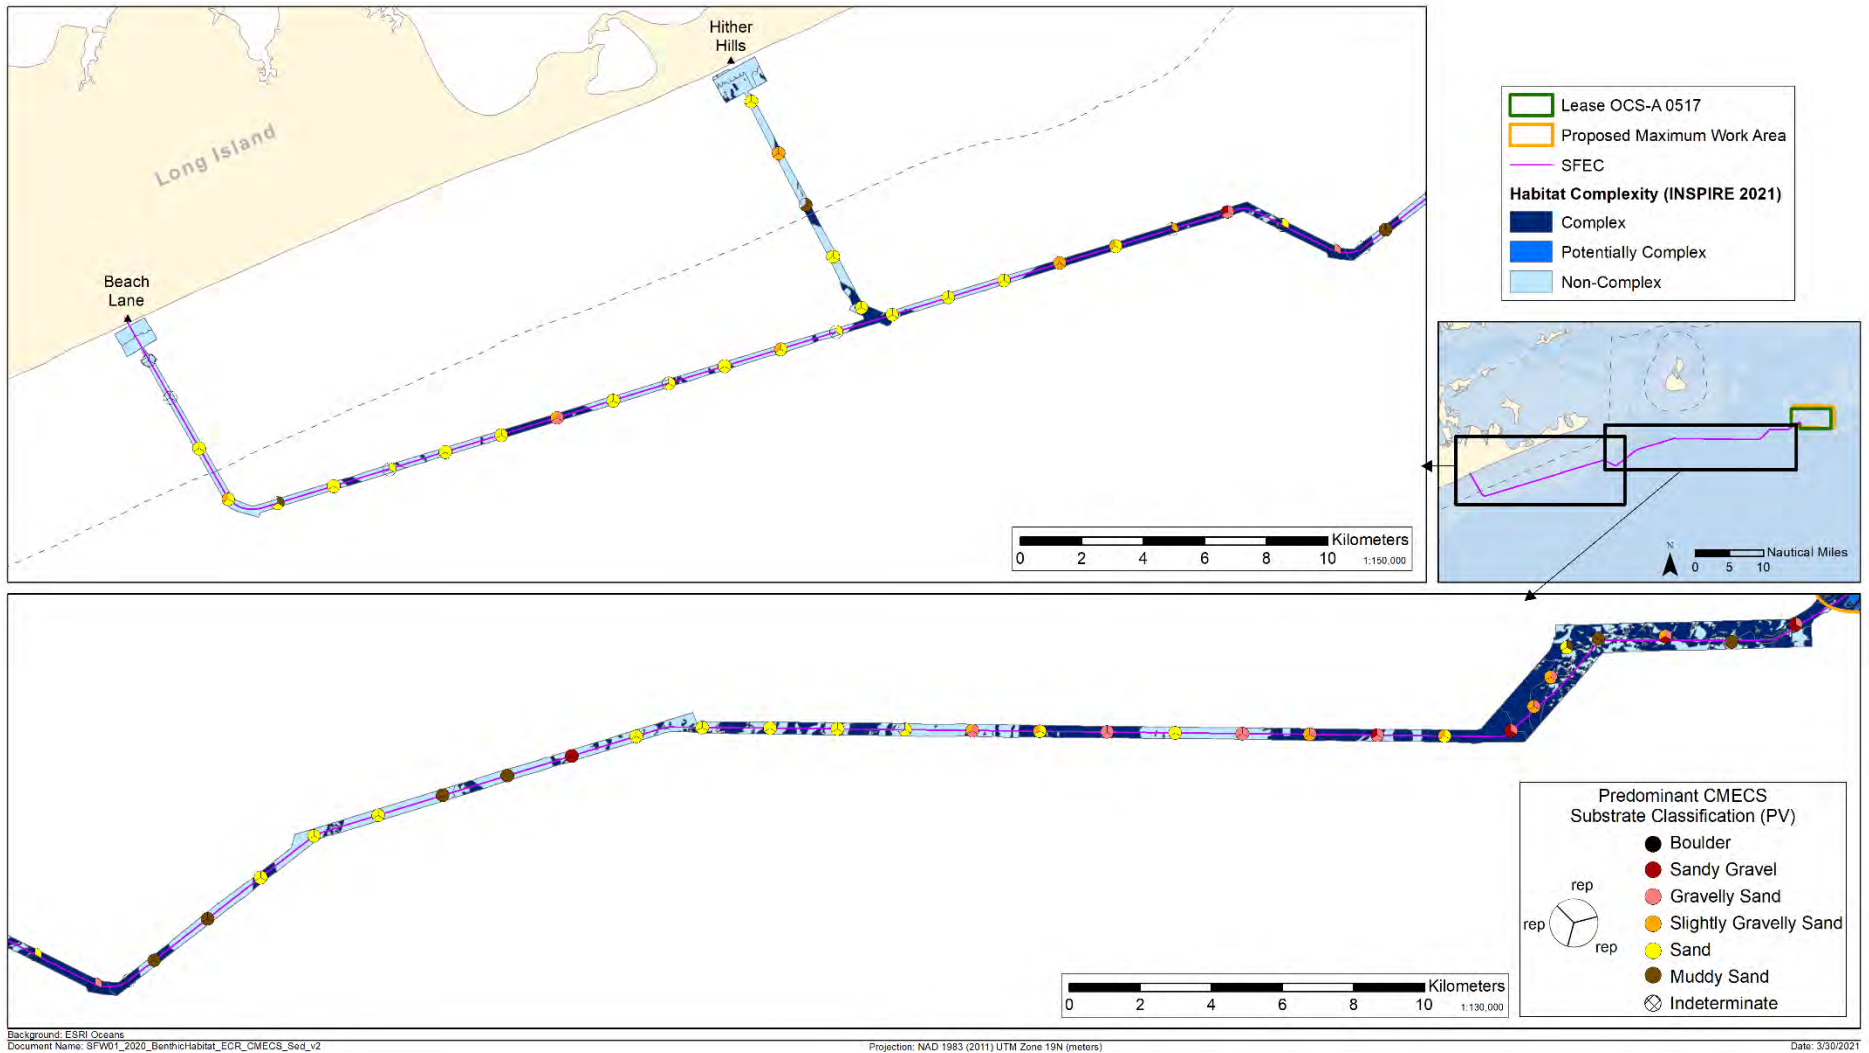 Hither
Hills
Long Island
Beach
Lane
Kilometers
0 2 4 6 8 10
1:150,000
Lease OCS-A 0517
Proposed Maximum Work Area
SFEC
Habitat Complexity (INSPIRE 2021)
Complex
Potentially Complex
Non-Complex
N
Nautical Miles
0 5 10
Predominant CMECS
Substrate Classification (PV)
rep
rep
rep
Boulder
Sandy Gravel
Gravelly Sand
Slightly Gravelly Sand
Sand
Muddy Sand
Indeterminate
Kilometers
0 2 4 6 8 10
1:130,000
Background: ESRI Oceans
Document Name: SFW01_2020_BenthicHabitat_ECR_CMECS_Sed_v2
Projection: NAD 1983 (2011) UTM Zone 19N (meters)
Date: 3/30/2021